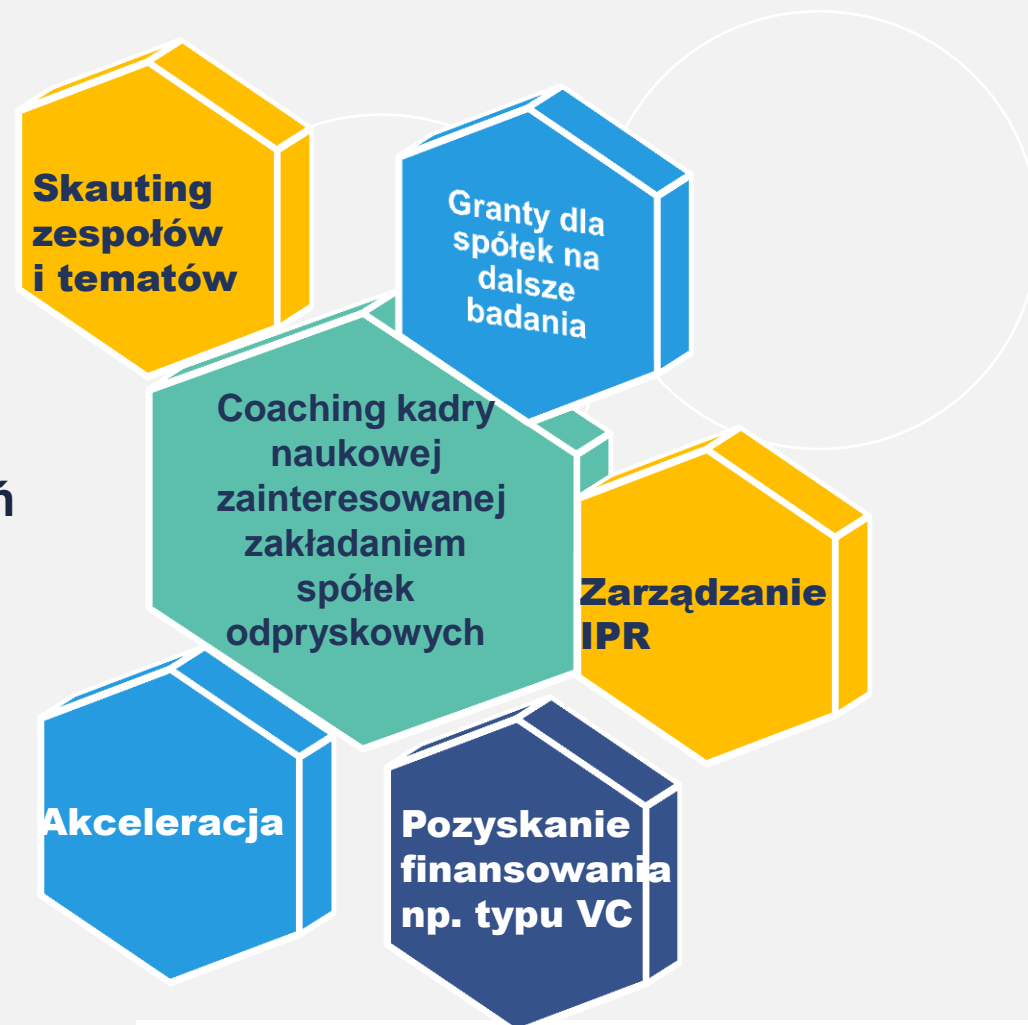 Skauting
zespołów
i tematów
Granty dla
spółek na
dalsze
badania
Coaching kadry
naukowej
zainteresowanej
zakładaniem
spółek
odpryskowych
ń
Zarządzanie
IPR
Akceleracja
Pozyskanie
finansowania
np. typu VC